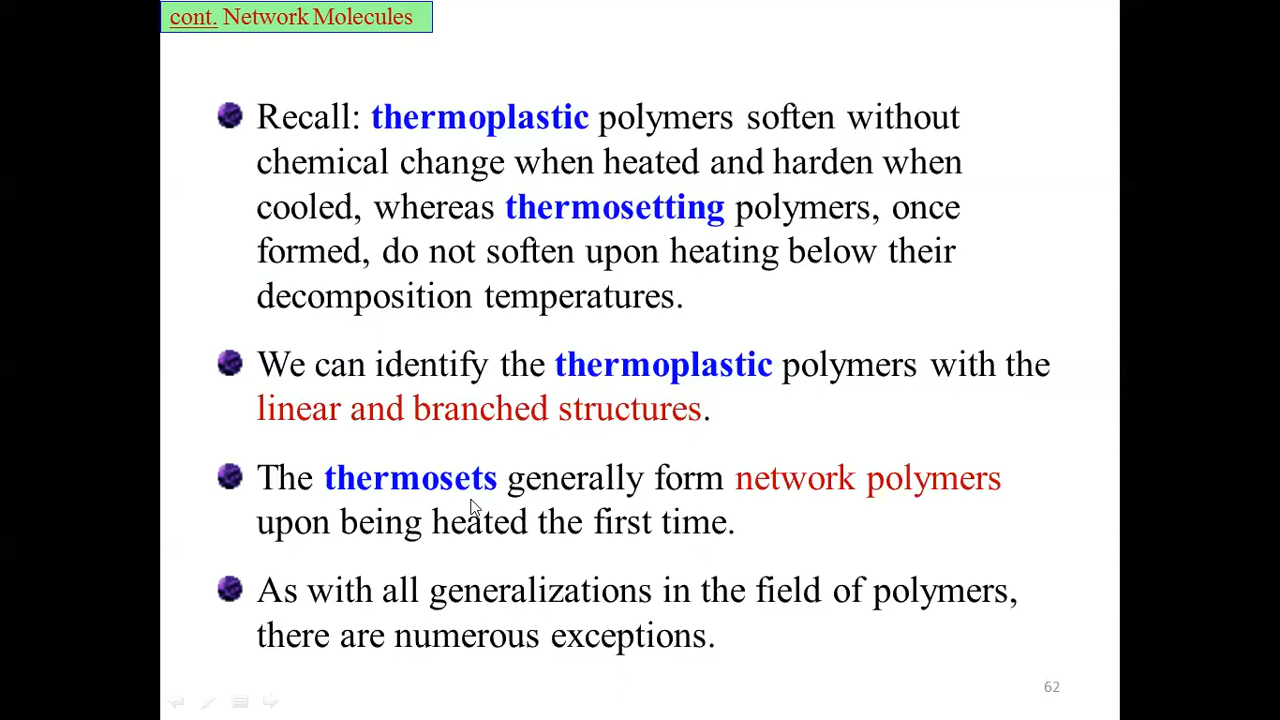 cont. Network Molecules
Recall: thermoplastic polymers soften without
chemical change when heated and harden when
cooled, whereas thermosetting polymers, once
formed, do not soften upon heating below their
decomposition temperatures.
We can identify the thermoplastic polymers with the
linear and branched structures.
The thermosets generally form network polymers
upon being heated the first time.
As with all generalizations in the field of polymers,
there are numerous exceptions.
62